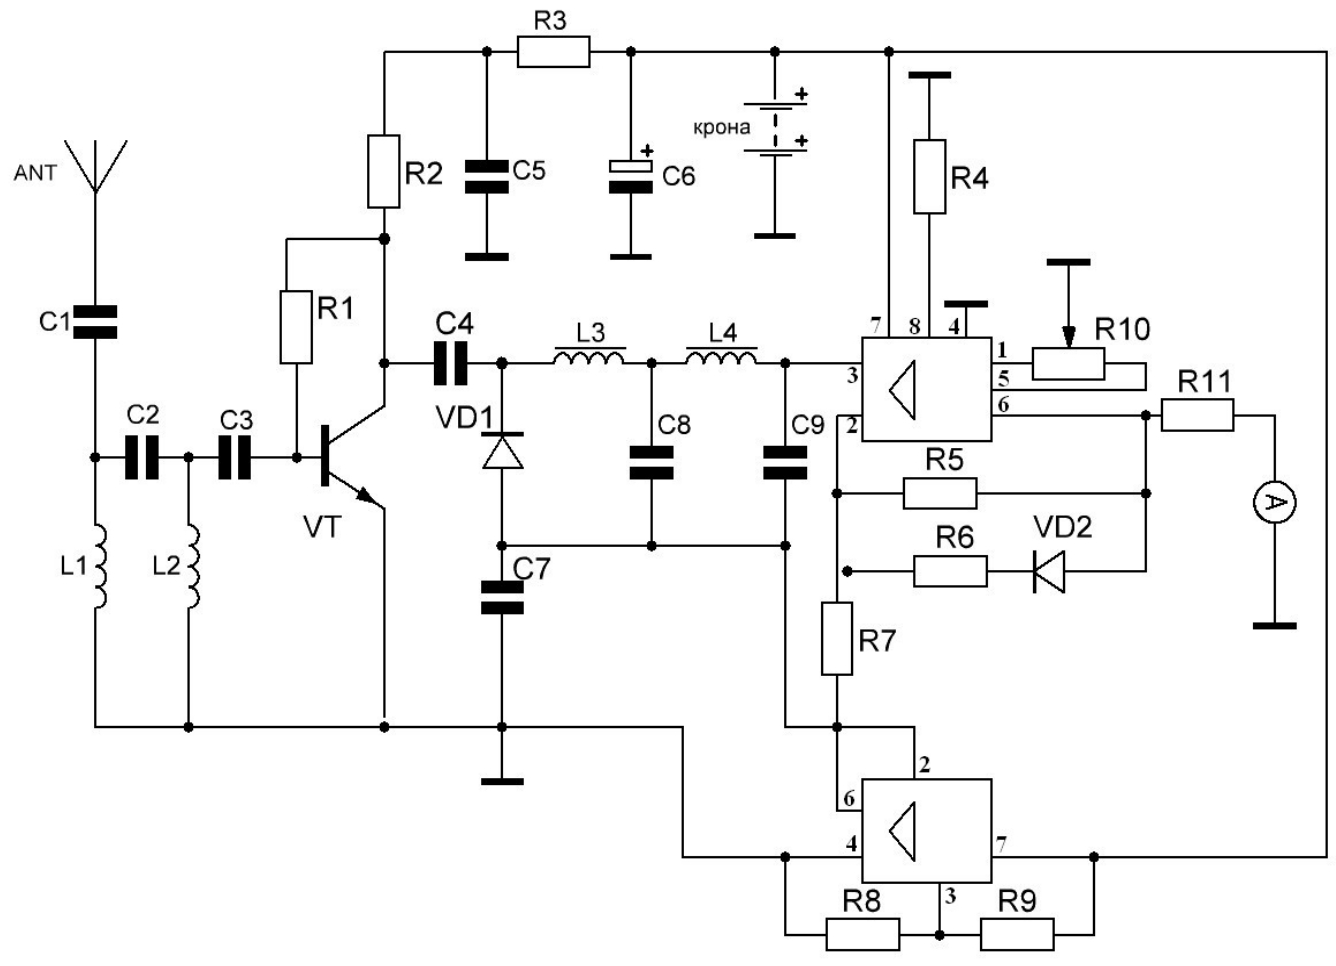 R3
крона
+
+
+
ANT
R2
C5
C6
R4
C1
R1
C4
L3
L4
7
8
4
R10
1
3
5
6
2
R11
C2
C3
VD1
C8
C9
A
R5
VT
R6
VD2
L1
L2
C7
R7
2
6
4
7
3
R8
R9